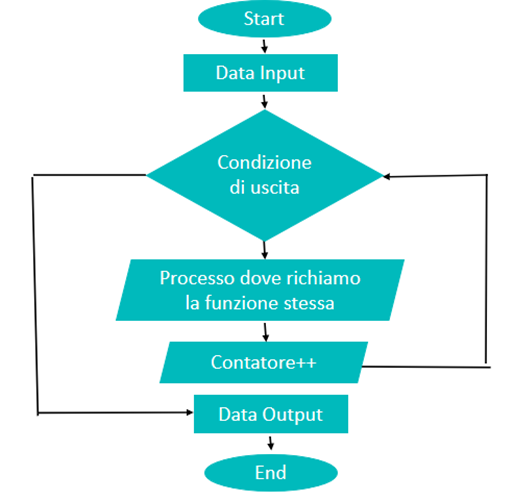 Start
Data Input
Condizione
di uscita
Processo dove richiamo
la funzione stessa
Contatore++
Data Output
End